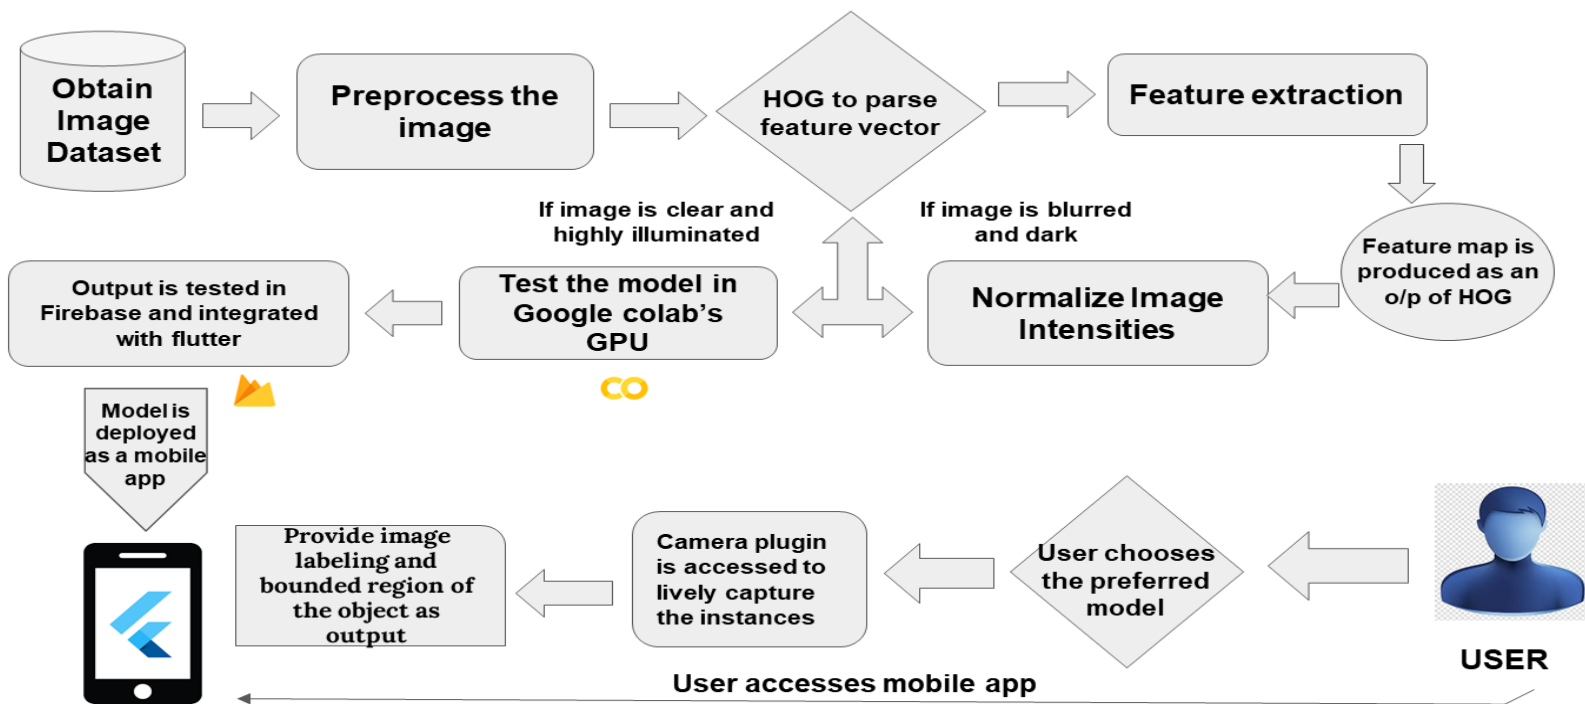 Obtain
Image
Dataset
Preprocess the
image
HOG to parse
feature vector
Feature extraction
If image is clear and
highly illuminated
If image is blurred
and dark
Feature map is
produced as an
o/p of HOG
Normalize Image
Intensities
Test the model in
Google colab's
GPU
Output is tested in
Firebase and integrated
with flutter
CO
Model is
deployed
as a mobile
app
Provide image
labeling and
bounded region of
the object as
output
Camera plugin
is accessed to
lively capture
the instances
User chooses
the preferred
model
USER
User accesses mobile app